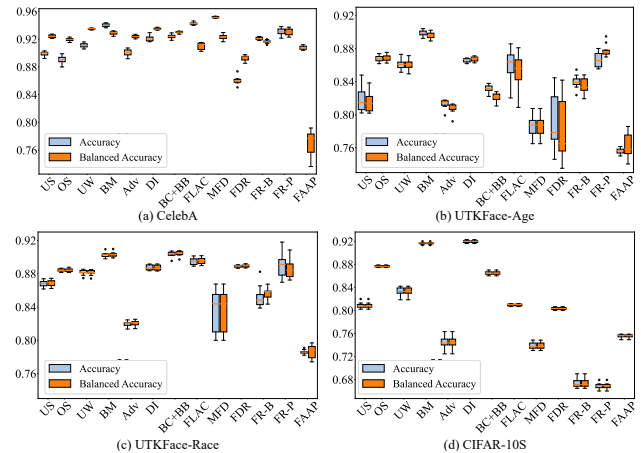 0.92
0.88
0.84
0.80
0.76
Accuracy
Balanced Accuracy
US OS UW BM Adv DI BC+BB FLAC MFD FDR FR-B FR-P FAAP
(a) CelebA
0.92
0.88
0.84
0.80
0.76
Accuracy
Balanced Accuracy
US OS UW BM Adv DI BC+BB FLAC MFD FDR FR-B FR-P FAAP
(b) UTKFace-Age
0.92
0.88
0.84
0.80
0.76
Accuracy
Balanced Accuracy
US OS UW BM Adv DI BC+BB FLAC MFD FDR FR-B FR-P FAAP
(c) UTKFace-Race
0.92
0.88
0.84
0.80
0.76
0.72
0.68
Accuracy
Balanced Accuracy
US OS UW BM Adv DI BC+BB FLAC MFD FDR FR-B FR-P FAAP
(d) CIFAR-10S